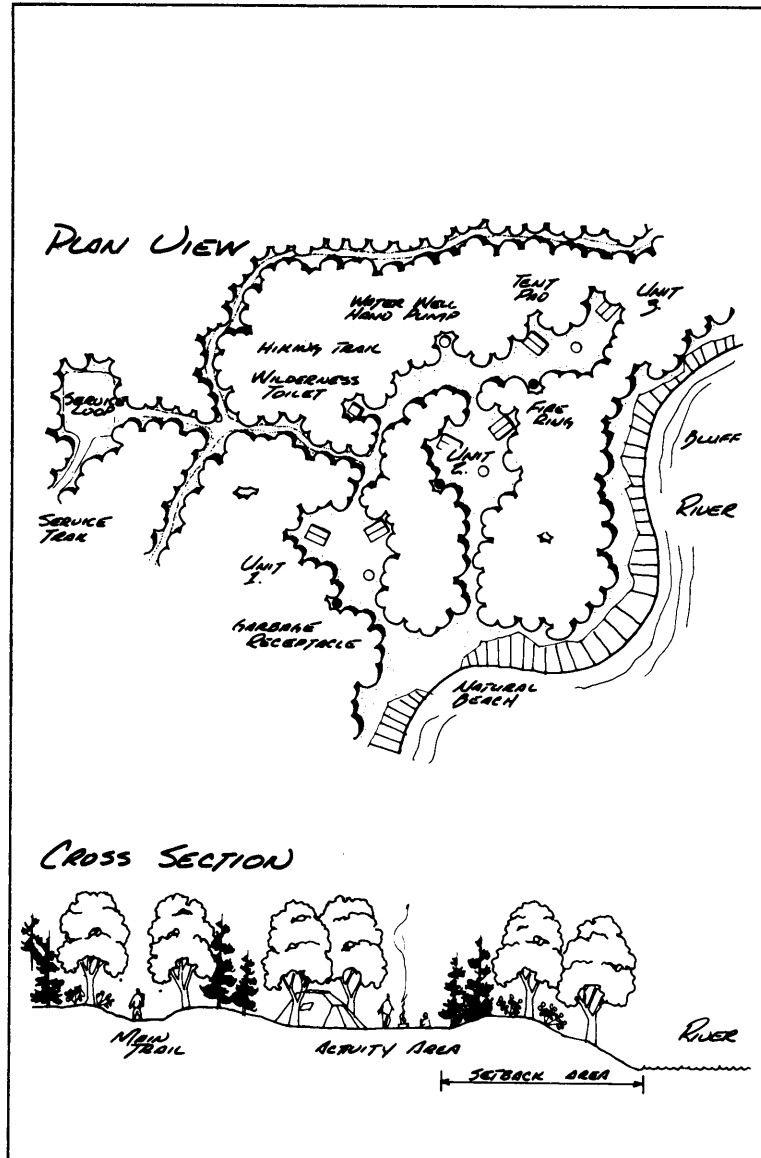 PLAN VIEW
TENT
PAD
UNIT
3.
WATER WELL
HAND PUMP
HIKING TRAIL
WILDERNESS
TOILET
SERVICE
LOOP
FIRE
RING
BLUFF
UNIT
2.
RIVER
SERVICE
TRAIL
UNIT
1.
GARBAGE
RECEPTACLE
NATURAL
BEACH
CROSS SECTION
MAIN
TRAIL
ACTIVITY AREA
RIVER
SETBACK AREA